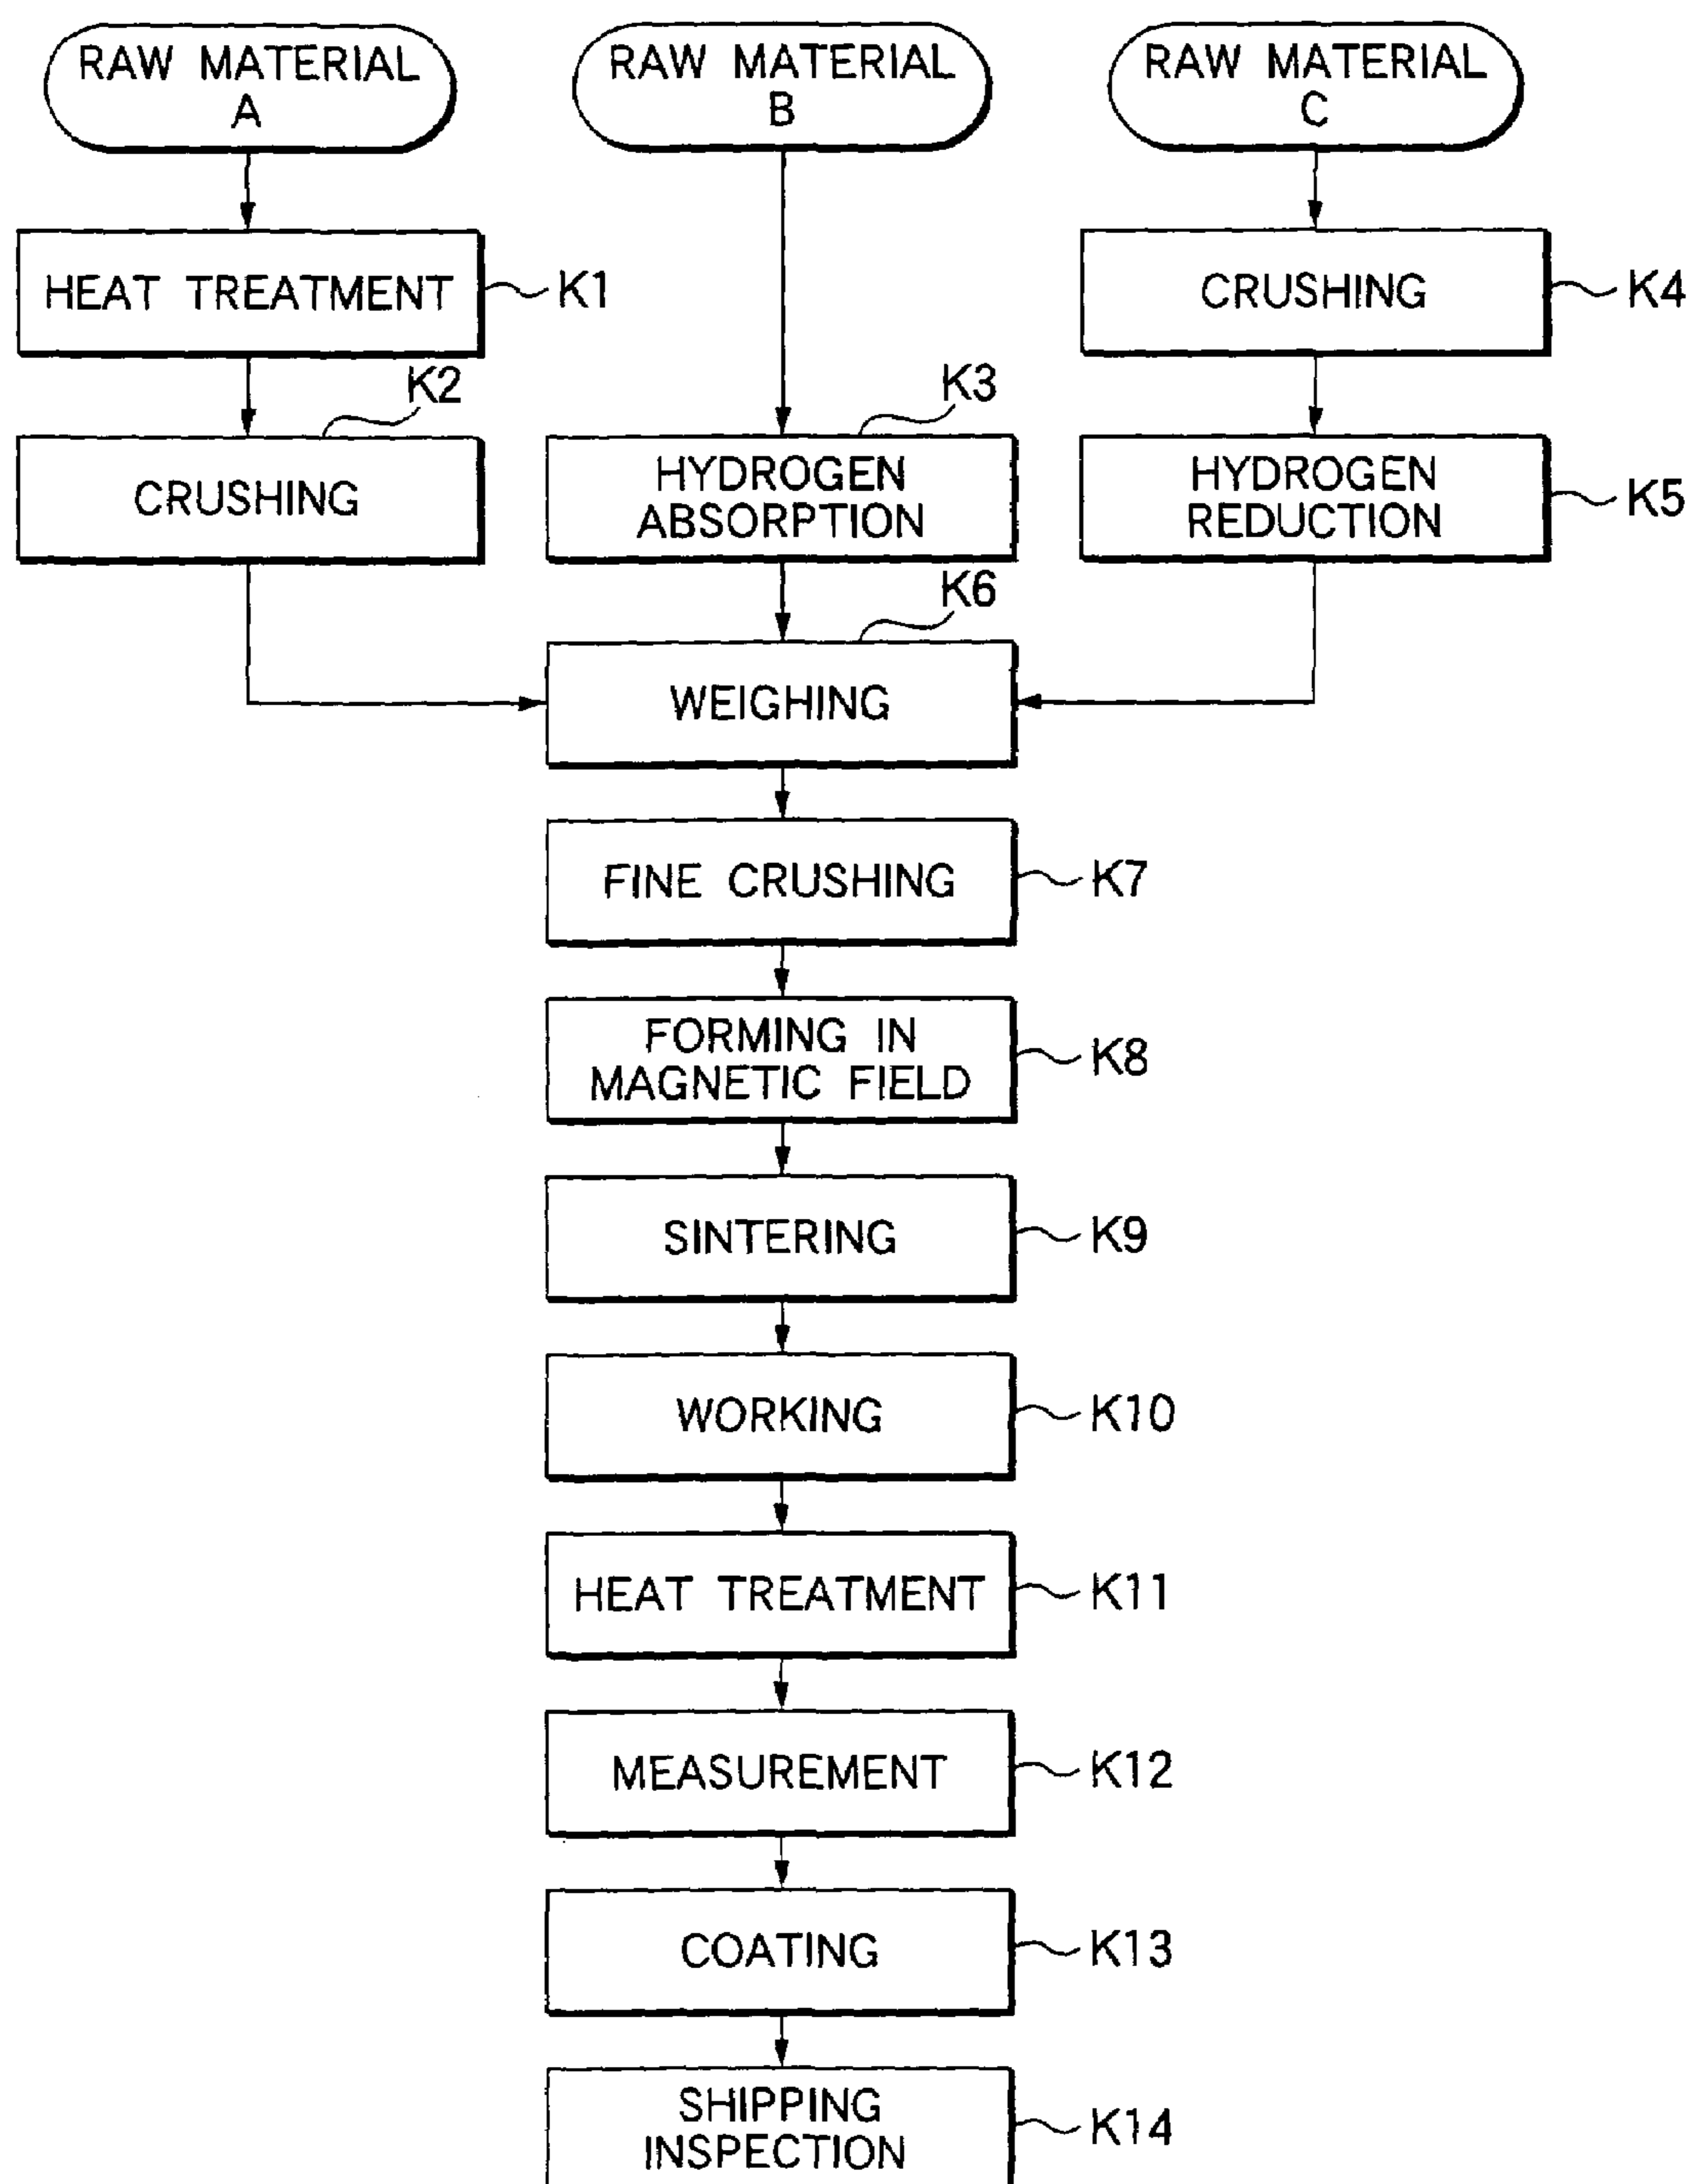 RAW MATERIAL
A
RAW MATERIAL
B
RAW MATERIAL
C
HEAT TREATMENT
K1
CRUSHING
K4
K2
CRUSHING
K3
HYDROGEN
ABSORPTION
HYDROGEN
REDUCTION
K5
K6
WEIGHING
FINE CRUSHING
K7
FORMING IN
MAGNETIC FIELD
K8
SINTERING
K9
WORKING
K10
HEAT TREATMENT
K11
MEASUREMENT
K12
COATING
K13
SHIPPING
INSPECTION
K14